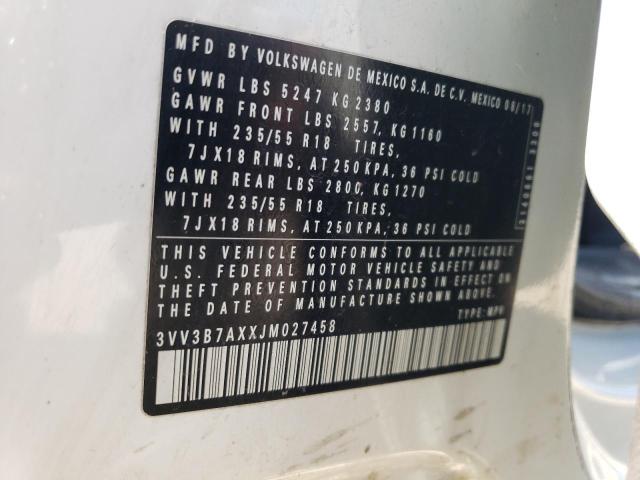 MFD BY VOLKSWAGEN DE MEXICO S.A. DE C.V. MEXICO 08/17
GVWR LBS 5247 KG 2380
GAWR FRONT LBS 2557, KG 1160
WITH 235/55 R18 TIRES,
7JX18 RIMS, AT 250 KPA, 36 PSI COLD
GAWR REAR LBS 2800, KG 1270
WITH 235/55 R18 TIRES,
7JX18 RIMS, AT 250 KPA, 36 PSI COLD
THIS VEHICLE CONFORMS TO ALL APPLICABLE
U.S. FEDERAL MOTOR VEHICLE SAFETY AND
THEFT PREVENTION STANDARDS IN EFFECT ON
THE DATE OF MANUFACTURE SHOWN ABOVE.
3VV3B7AXXJM027458 TYPE: MPV